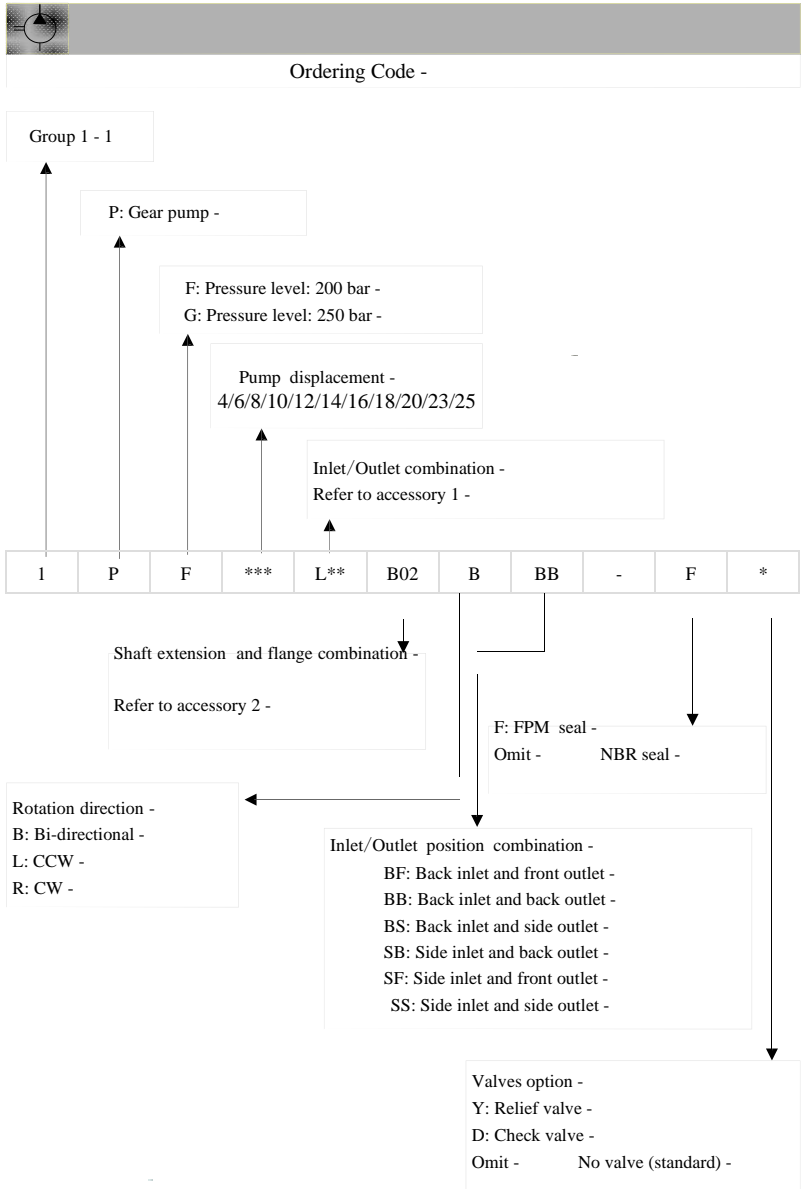 Ordering Code -
Group 1 - 1
P: Gear pump -
F: Pressure level: 200 bar -
G: Pressure level: 250 bar -
Pump displacement -
4/6/8/10/12/14/16/18/20/23/25
Inlet/Outlet combination -
Refer to accessory 1 -
1 P F *** L** B02 B BB - F *
Shaft extension and flange combination -
Refer to accessory 2 -
F: FPM seal -
Omit - NBR seal -
Rotation direction -
B: Bi-directional -
L: CCW -
R: CW -
Inlet/Outlet position combination -
BF: Back inlet and front outlet -
BB: Back inlet and back outlet -
BS: Back inlet and side outlet -
SB: Side inlet and back outlet -
SF: Side inlet and front outlet -
SS: Side inlet and side outlet -
Valves option -
Y: Relief valve -
D: Check valve -
Omit - No valve (standard) -